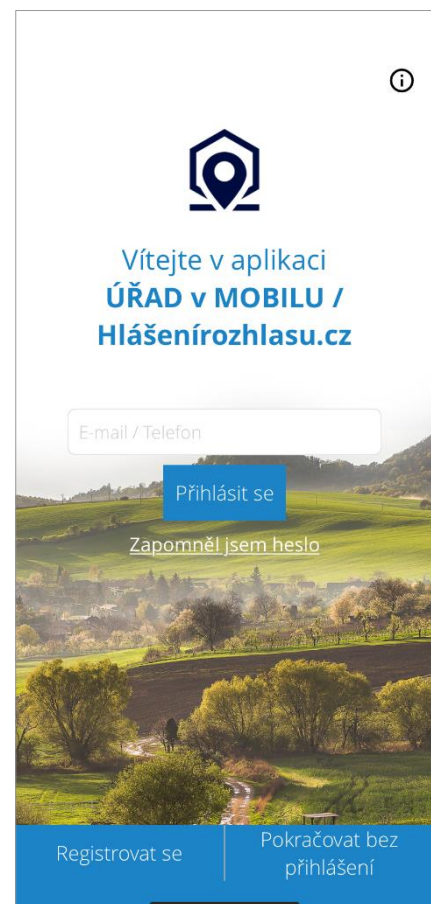 Vítejte v aplikaci
ÚŘAD v MOBILU /
Hlášenírozhlasu.cz
E-mail / Telefon
Přihlásit se
Zapomněl jsem heslo
Registrovat se
Pokračovat bez
přihlášení